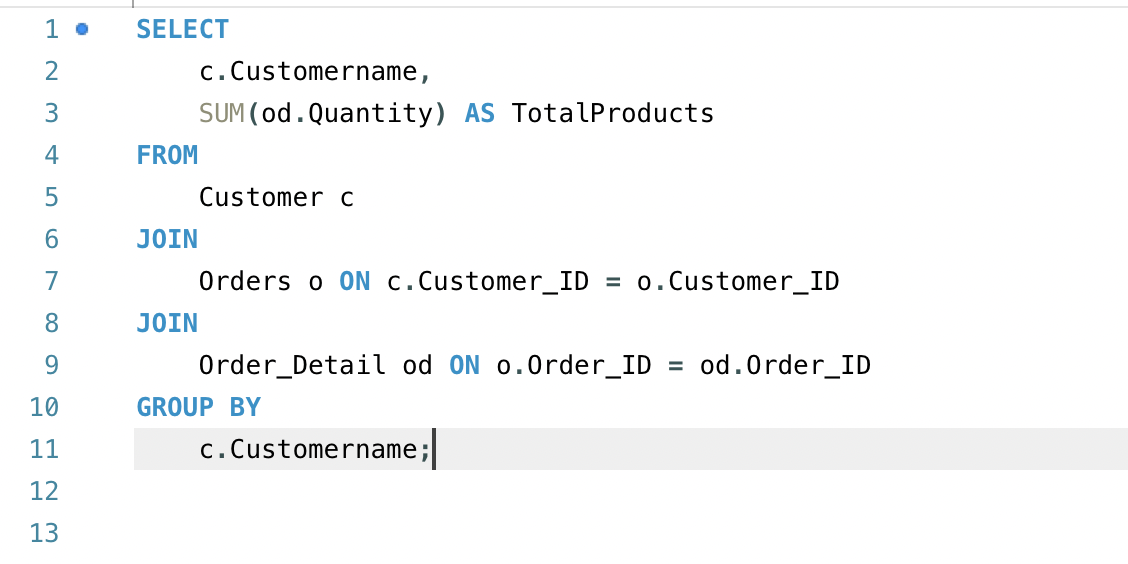 1 SELECT
2 c.Customername,
3 SUM(od.Quantity) AS TotalProducts
4 FROM
5 Customer c
6 JOIN
7 Orders o ON c.Customer_ID = o.Customer_ID
8 JOIN
9 Order_Detail od ON o.Order_ID = od.Order_ID
10 GROUP BY
11 c.Customername;
12
13